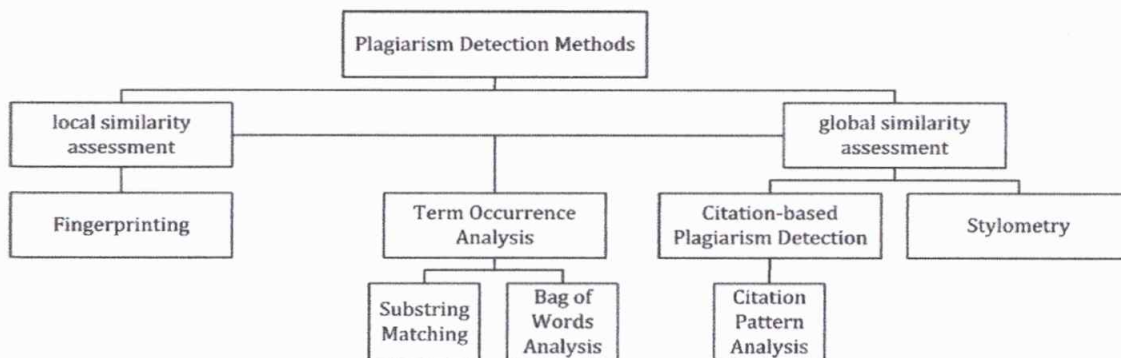 Plagiarism Detection Methods
local similarity
assessment
global similarity
assessment
Fingerprinting
Term Occurrence
Analysis
Citation-based
Plagiarism Detection
Stylometry
Substring
Matching
Bag of
Words
Analysis
Citation
Pattern
Analysis